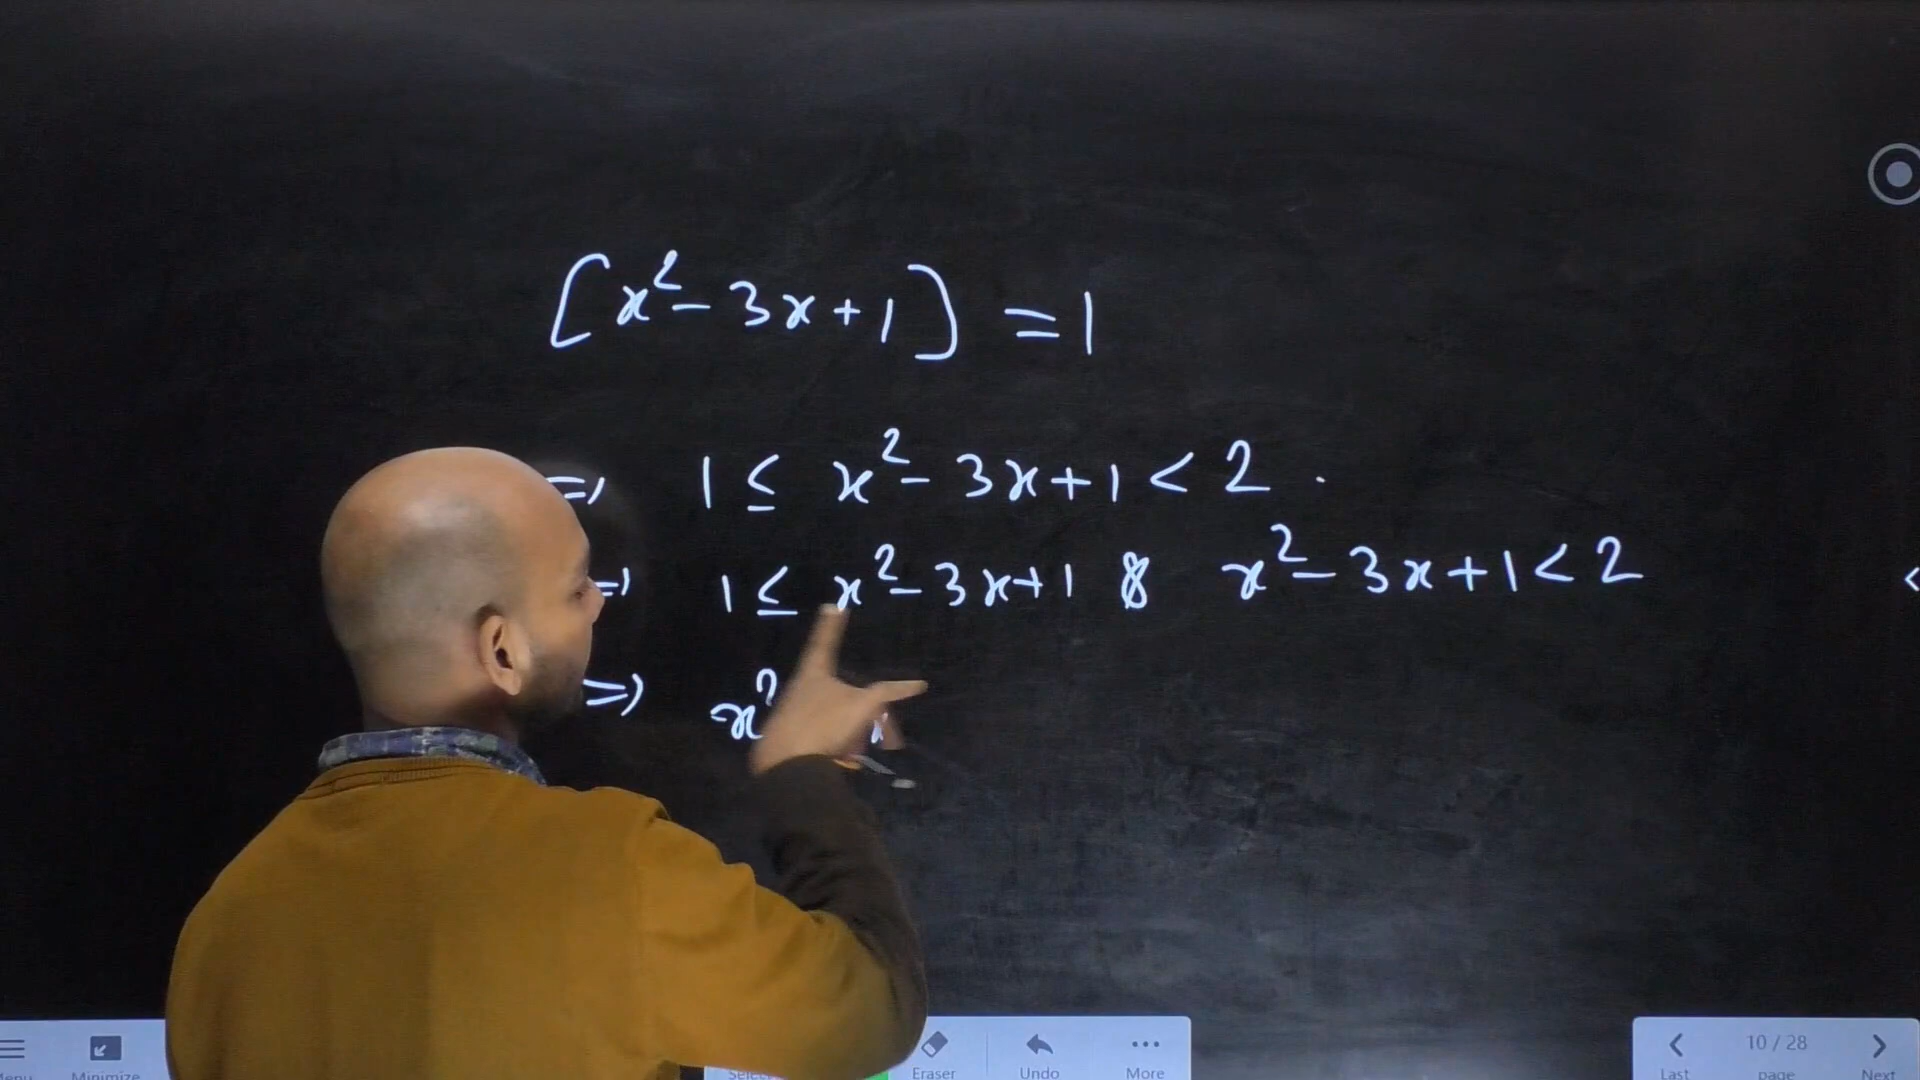 [x² - 3x + 1] = 1
⇒ 1 ≤ x² - 3x + 1 < 2 .
⇒ 1 ≤ x² - 3x + 1 & x² - 3x + 1 < 2
⇒ x²
Minimize Eraser Undo More Last 10 / 28 page Next